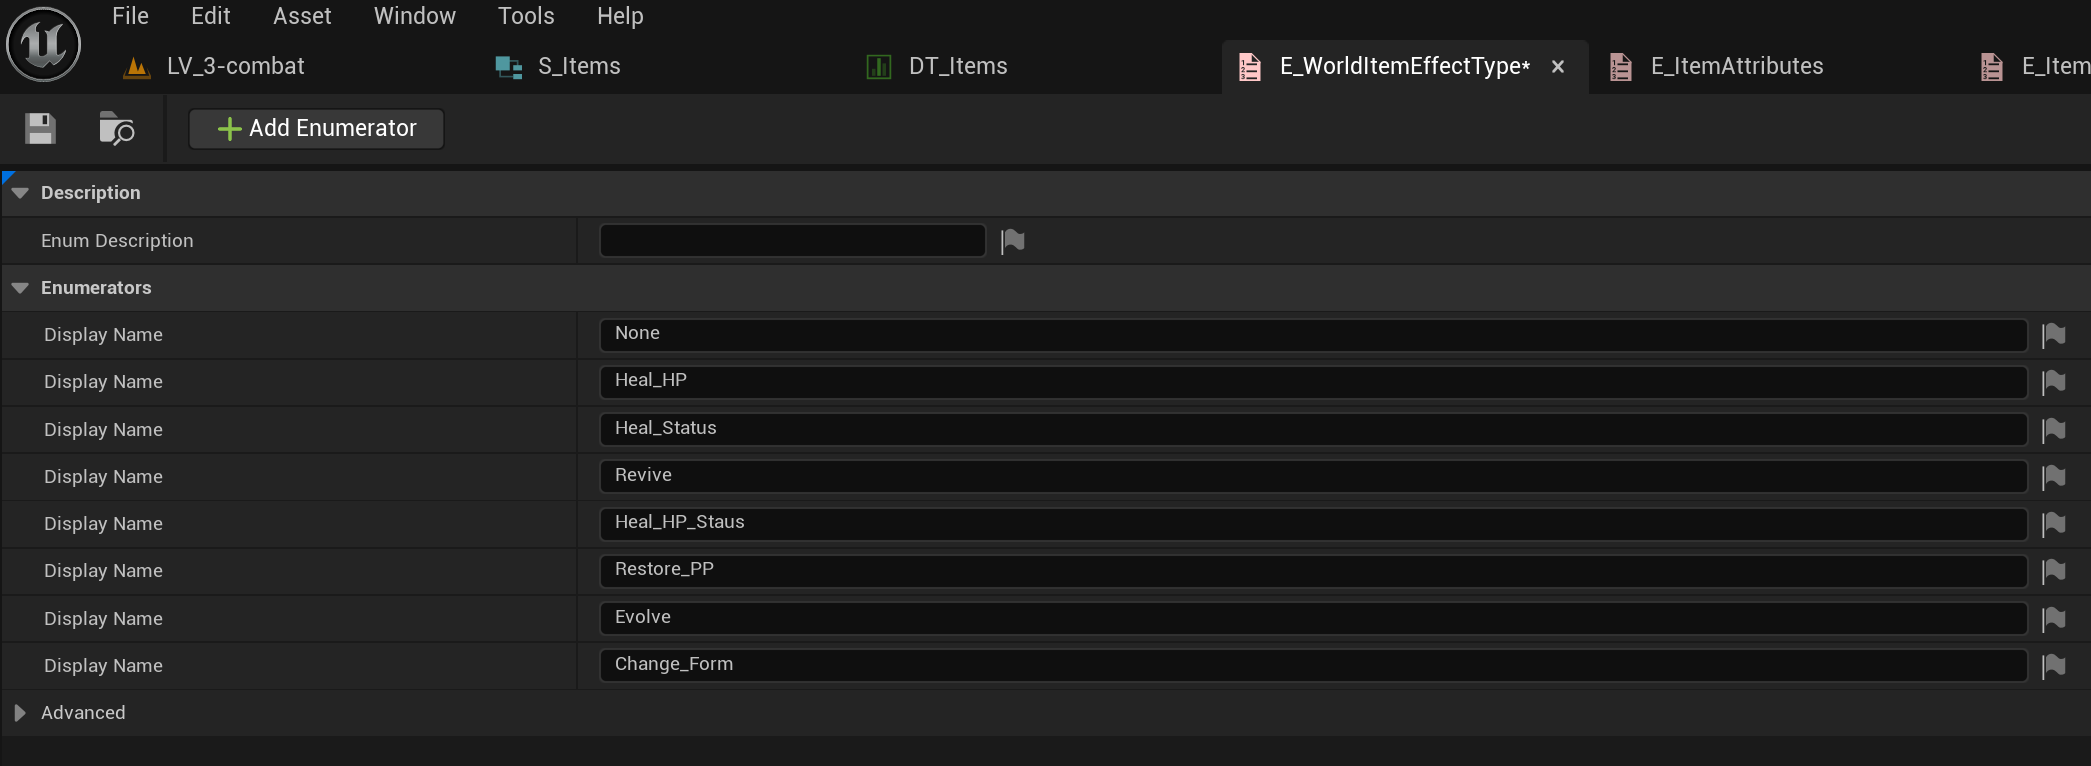 File Edit Asset Window Tools Help
LV_3-combat S_Items DT_Items E_WorldItemEffectType* E_ItemAttributes E_Item
Add Enumerator
Description
Enum Description
Enumerators
Display Name None
Display Name Heal_HP
Display Name Heal_Status
Display Name Revive
Display Name Heal_HP_Staus
Display Name Restore_PP
Display Name Evolve
Display Name Change_Form
Advanced